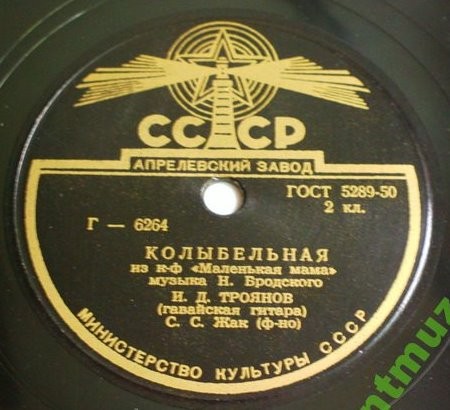 СССР
АПРЕЛЕВСКИЙ ЗАВОД
ГОСТ 5289-50
2 кл.
Г — 6264
КОЛЫБЕЛЬНАЯ
из к-ф «Маленькая мама»
музыка Н. Бродского
И. Д. ТРОЯНОВ
(гавайская гитара)
С. С. Жак (ф-но)
МИНИСТЕРСТВО КУЛЬТУРЫ СССР
ntmuz